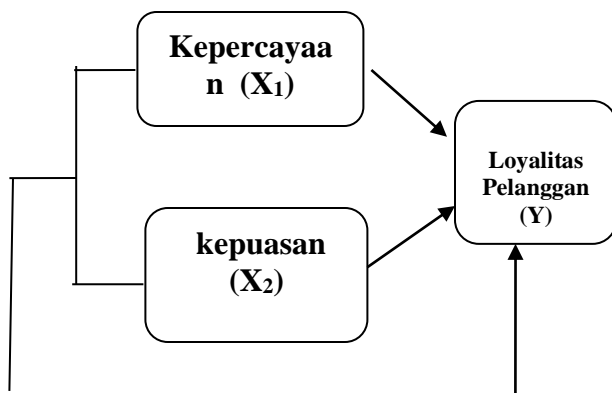 Kepercayaa
n (X₁)
Loyalitas
Pelanggan
(Y)
kepuasan
(X₂)